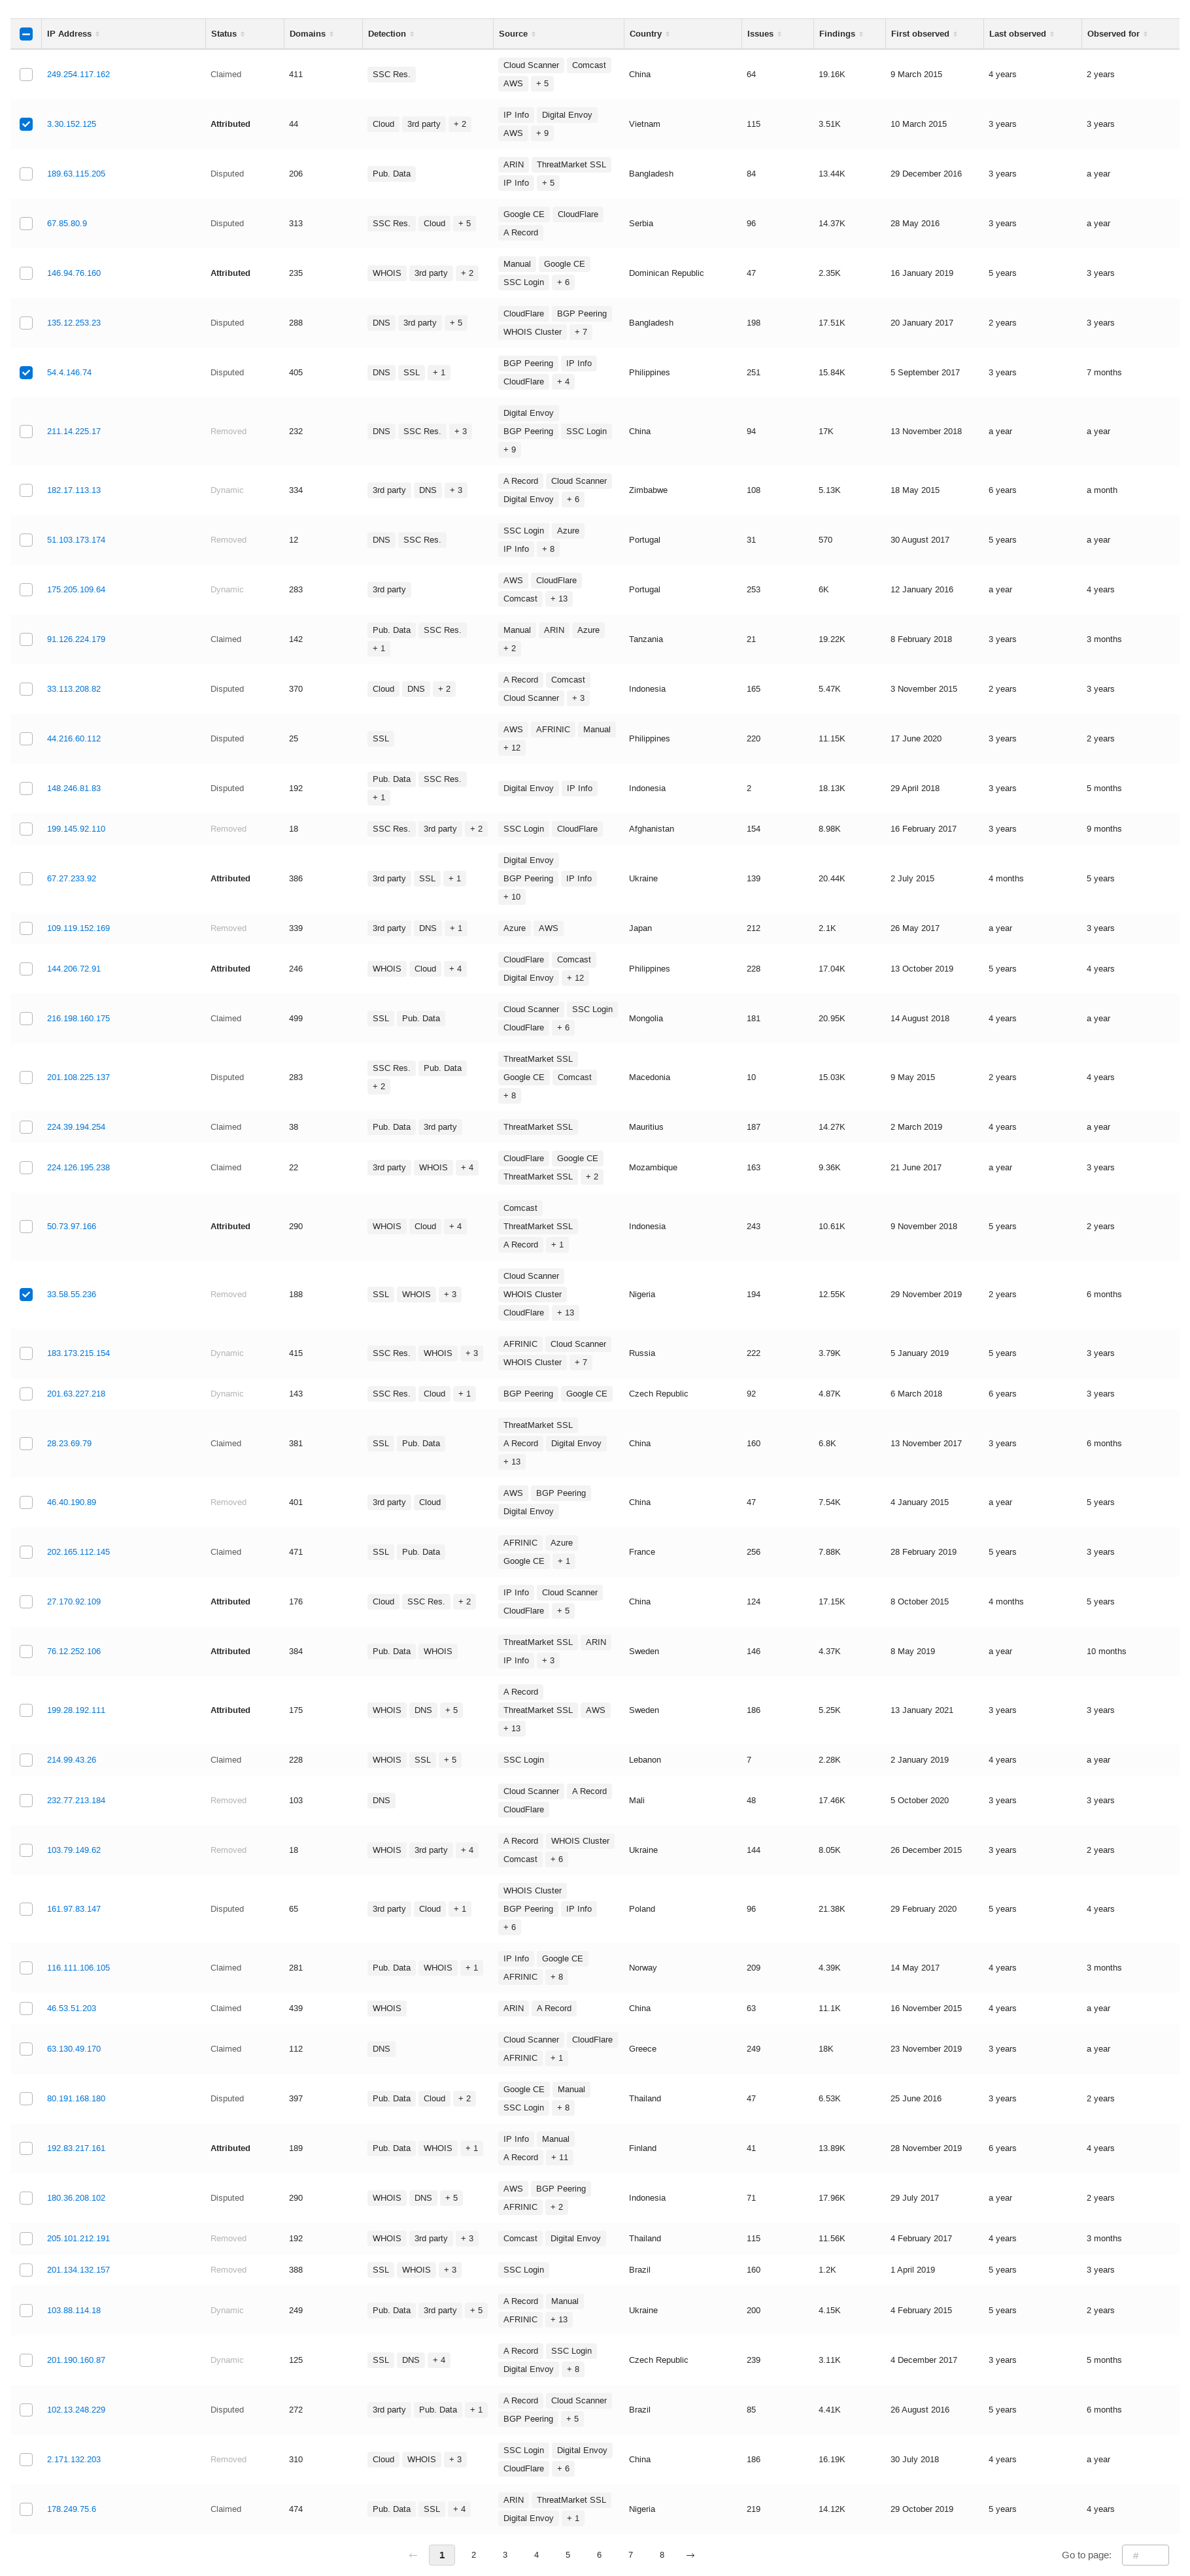 IP Address Status Domains Detection Source Country Issues Findings First observed Last observed Observed for
249.254.117.162 Claimed 411 SSC Res. Cloud Scanner Comcast AWS + 5 China 64 19.16K 9 March 2015 4 years 2 years
3.30.152.125 Attributed 44 Cloud 3rd party + 2 IP Info Digital Envoy AWS + 9 Vietnam 115 3.51K 10 March 2015 3 years 3 years
189.63.115.205 Disputed 206 Pub. Data ARIN ThreatMarket SSL IP Info + 5 Bangladesh 84 13.44K 29 December 2016 3 years a year
67.85.80.9 Disputed 313 SSC Res. Cloud + 5 Google CE CloudFlare A Record Serbia 96 14.37K 28 May 2016 3 years a year
146.94.76.160 Attributed 235 WHOIS 3rd party + 2 Manual Google CE SSC Login + 6 Dominican Republic 47 2.35K 16 January 2019 5 years 3 years
135.12.253.23 Disputed 288 DNS 3rd party + 5 CloudFlare BGP Peering WHOIS Cluster + 7 Bangladesh 198 17.51K 20 January 2017 2 years 3 years
54.4.146.74 Disputed 405 DNS SSL + 1 BGP Peering IP Info CloudFlare + 4 Philippines 251 15.84K 5 September 2017 3 years 7 months
211.14.225.17 Removed 232 DNS SSC Res. + 3 Digital Envoy BGP Peering SSC Login + 9 China 94 17K 13 November 2018 a year a year
182.17.113.13 Dynamic 334 3rd party DNS + 3 A Record Cloud Scanner Digital Envoy + 6 Zimbabwe 108 5.13K 18 May 2015 6 years a month
51.103.173.174 Removed 12 DNS SSC Res. SSC Login Azure IP Info + 8 Portugal 31 570 30 August 2017 5 years a year
175.205.109.64 Dynamic 283 3rd party AWS CloudFlare Comcast + 13 Portugal 253 6K 12 January 2016 a year 4 years
91.126.224.179 Claimed 142 Pub. Data SSC Res. + 1 Manual ARIN Azure + 2 Tanzania 21 19.22K 8 February 2018 3 years 3 months
33.113.208.82 Disputed 370 Cloud DNS + 2 A Record Comcast Cloud Scanner + 3 Indonesia 165 5.47K 3 November 2015 2 years 3 years
44.216.60.112 Disputed 25 SSL AWS AFRINIC Manual + 12 Philippines 220 11.15K 17 June 2020 3 years 2 years
148.246.81.83 Disputed 192 Pub. Data SSC Res. + 1 Digital Envoy IP Info Indonesia 2 18.13K 29 April 2018 3 years 5 months
199.145.92.110 Removed 18 SSC Res. 3rd party + 2 SSC Login CloudFlare Afghanistan 154 8.98K 16 February 2017 3 years 9 months
67.27.233.92 Attributed 386 3rd party SSL + 1 Digital Envoy BGP Peering IP Info + 10 Ukraine 139 20.44K 2 July 2015 4 months 5 years
109.119.152.169 Removed 339 3rd party DNS + 1 Azure AWS Japan 212 2.1K 26 May 2017 a year 3 years
144.206.72.91 Attributed 246 WHOIS Cloud + 4 CloudFlare Comcast Digital Envoy + 12 Philippines 228 17.04K 13 October 2019 5 years 4 years
216.198.160.175 Claimed 499 SSL Pub. Data Cloud Scanner SSC Login CloudFlare + 6 Mongolia 181 20.95K 14 August 2018 4 years a year
201.108.225.137 Disputed 283 SSC Res. Pub. Data + 2 ThreatMarket SSL Google CE Comcast + 8 Macedonia 10 15.03K 9 May 2015 2 years 4 years
224.39.194.254 Claimed 38 Pub. Data 3rd party ThreatMarket SSL Mauritius 187 14.27K 2 March 2019 4 years a year
224.126.195.238 Claimed 22 3rd party WHOIS + 4 CloudFlare Google CE ThreatMarket SSL + 2 Mozambique 163 9.36K 21 June 2017 a year 3 years
50.73.97.166 Attributed 290 WHOIS Cloud + 4 Comcast ThreatMarket SSL A Record + 1 Indonesia 243 10.61K 9 November 2018 5 years 2 years
33.58.55.236 Removed 188 SSL WHOIS + 3 Cloud Scanner WHOIS Cluster CloudFlare + 13 Nigeria 194 12.55K 29 November 2019 2 years 6 months
183.173.215.154 Dynamic 415 SSC Res. WHOIS + 3 AFRINIC Cloud Scanner WHOIS Cluster + 7 Russia 222 3.79K 5 January 2019 5 years 3 years
201.63.227.218 Dynamic 143 SSC Res. Cloud + 1 BGP Peering Google CE Czech Republic 92 4.87K 6 March 2018 6 years 3 years
28.23.69.79 Claimed 381 SSL Pub. Data ThreatMarket SSL A Record Digital Envoy + 13 China 160 6.8K 13 November 2017 3 years 6 months
46.40.190.89 Removed 401 3rd party Cloud AWS BGP Peering Digital Envoy China 47 7.54K 4 January 2015 a year 5 years
202.165.112.145 Claimed 471 SSL Pub. Data AFRINIC Azure Google CE + 1 France 256 7.88K 28 February 2019 5 years 3 years
27.170.92.109 Attributed 176 Cloud SSC Res. + 2 IP Info Cloud Scanner CloudFlare + 5 China 124 17.15K 8 October 2015 4 months 5 years
76.12.252.106 Attributed 384 Pub. Data WHOIS ThreatMarket SSL ARIN IP Info + 3 Sweden 146 4.37K 8 May 2019 a year 10 months
199.28.192.111 Attributed 175 WHOIS DNS + 5 A Record ThreatMarket SSL AWS + 13 Sweden 186 5.25K 13 January 2021 3 years 3 years
214.99.43.26 Claimed 228 WHOIS SSL + 5 SSC Login Lebanon 7 2.28K 2 January 2019 4 years a year
232.77.213.184 Removed 103 DNS Cloud Scanner A Record CloudFlare Mali 48 17.46K 5 October 2020 3 years 3 years
103.79.149.62 Removed 18 WHOIS 3rd party + 4 A Record WHOIS Cluster Comcast + 6 Ukraine 144 8.05K 26 December 2015 3 years 2 years
161.97.83.147 Disputed 65 3rd party Cloud + 1 WHOIS Cluster BGP Peering IP Info + 6 Poland 96 21.38K 29 February 2020 5 years 4 years
116.111.106.105 Claimed 281 Pub. Data WHOIS + 1 IP Info Google CE AFRINIC + 8 Norway 209 4.39K 14 May 2017 4 years 3 months
46.53.51.203 Claimed 439 WHOIS ARIN A Record China 63 11.1K 16 November 2015 4 years a year
63.130.49.170 Claimed 112 DNS Cloud Scanner CloudFlare AFRINIC + 1 Greece 249 18K 23 November 2019 3 years a year
80.191.168.180 Disputed 397 Pub. Data Cloud + 2 Google CE Manual SSC Login + 8 Thailand 47 6.53K 25 June 2016 3 years 2 years
192.83.217.161 Attributed 189 Pub. Data WHOIS + 1 IP Info Manual A Record + 11 Finland 41 13.89K 28 November 2019 6 years 4 years
180.36.208.102 Disputed 290 WHOIS DNS + 5 AWS BGP Peering AFRINIC + 2 Indonesia 71 17.96K 29 July 2017 a year 2 years
205.101.212.191 Removed 192 WHOIS 3rd party + 3 Comcast Digital Envoy Thailand 115 11.56K 4 February 2017 4 years 3 months
201.134.132.157 Removed 388 SSL WHOIS + 3 SSC Login Brazil 160 1.2K 1 April 2019 5 years 3 years
103.88.114.18 Dynamic 249 Pub. Data 3rd party + 5 A Record Manual AFRINIC + 13 Ukraine 200 4.15K 4 February 2015 5 years 2 years
201.190.160.87 Dynamic 125 SSL DNS + 4 A Record SSC Login Digital Envoy + 8 Czech Republic 239 3.11K 4 December 2017 3 years 5 months
102.13.248.229 Disputed 272 3rd party Pub. Data + 1 A Record Cloud Scanner BGP Peering + 5 Brazil 85 4.41K 26 August 2016 5 years 6 months
2.171.132.203 Removed 310 Cloud WHOIS + 3 SSC Login Digital Envoy CloudFlare + 6 China 186 16.19K 30 July 2018 4 years a year
178.249.75.6 Claimed 474 Pub. Data SSL + 4 ARIN ThreatMarket SSL Digital Envoy + 1 Nigeria 219 14.12K 29 October 2019 5 years 4 years
← 1 2 3 4 5 6 7 8 → Go to page: #